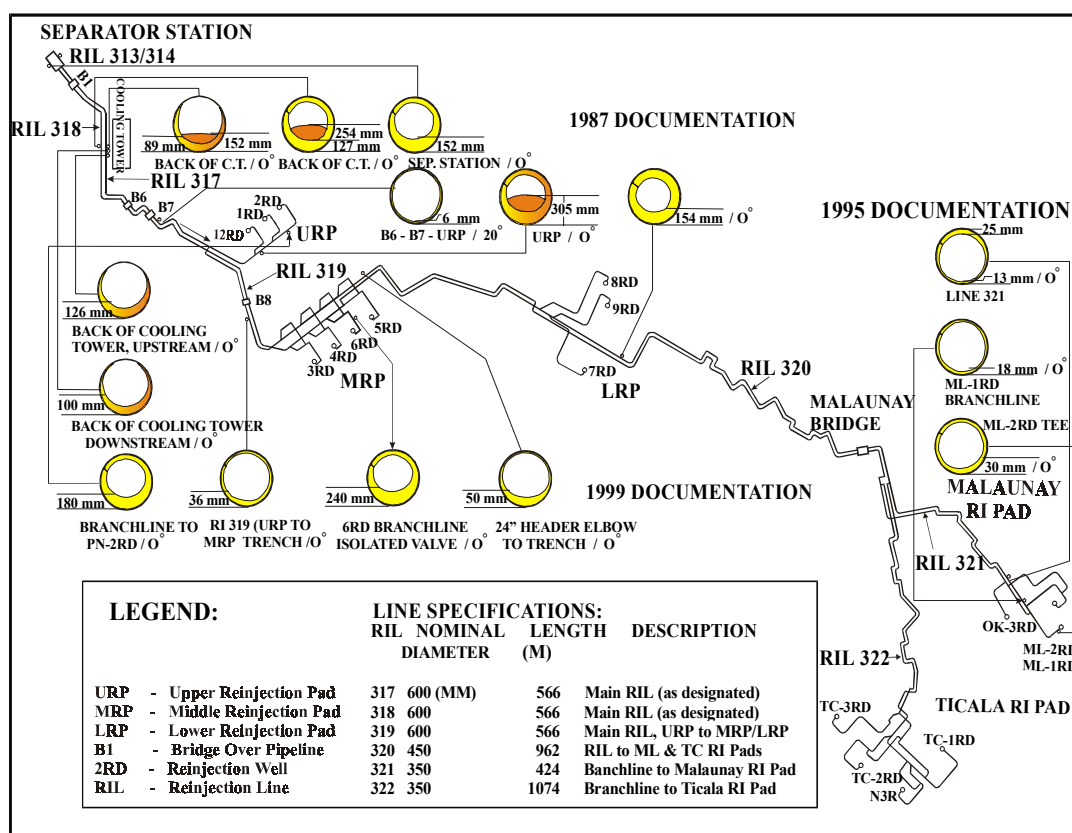 SEPARATOR STATION
RIL 313/314
B1
COOLING TOWER
RIL 318
89 mm
152 mm
BACK OF C.T. / O°
254 mm
127 mm
BACK OF C.T. / O°
152 mm
SEP. STATION / O°
1987 DOCUMENTATION
RIL 317
B6
B7
2RD
1RD
12RD
URP
6 mm
B6 - B7 - URP / 20°
305 mm
URP / O°
154 mm / O°
1995 DOCUMENTATION
25 mm
13 mm / O°
LINE 321
18 mm / O°
ML-1RD
BRANCHLINE
ML-2RD TEE
30 mm / O°
MALAUNAY
RI PAD
RIL 319
B8
126 mm
BACK OF COOLING
TOWER, UPSTREAM / O°
100 mm
BACK OF COOLING TOWER
DOWNSTREAM / O°
5RD
6RD
4RD
3RD
MRP
8RD
9RD
7RD
LRP
RIL 320
MALAUNAY
BRIDGE
180 mm
BRANCHLINE TO
PN-2RD / O°
36 mm
RI 319 (URP TO
MRP TRENCH /O°
240 mm
6RD BRANCHLINE
ISOLATED VALVE / O°
50 mm
24” HEADER ELBOW
TO TRENCH / O°
1999 DOCUMENTATION
RIL 321
OK-3RD
ML-2RD
ML-1RD
RIL 322
TICALA RI PAD
TC-3RD
TC-1RD
TC-2RD
N3R
LEGEND:
LINE SPECIFICATIONS:
RIL NOMINAL LENGTH DESCRIPTION
DIAMETER (M)
URP - Upper Reinjection Pad 317 600 (MM) 566 Main RIL (as designated)
MRP - Middle Reinjection Pad 318 600 566 Main RIL (as designated)
LRP - Lower Reinjection Pad 319 600 566 Main RIL, URP to MRP/LRP
B1 - Bridge Over Pipeline 320 450 962 RIL to ML & TC RI Pads
2RD - Reinjection Well 321 350 424 Banchline to Malaunay RI Pad
RIL - Reinjection Line 322 350 1074 Branchline to Ticala RI Pad